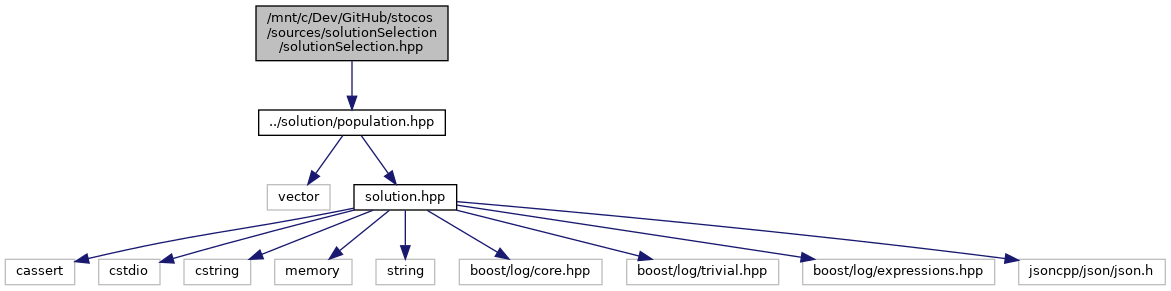 /mnt/c/Dev/GitHub/stocos
/sources/solutionSelection
/solutionSelection.hpp
../solution/population.hpp
vector
solution.hpp
cassert
cstdio
cstring
memory
string
boost/log/core.hpp
boost/log/trivial.hpp
boost/log/expressions.hpp
jsoncpp/json/json.h